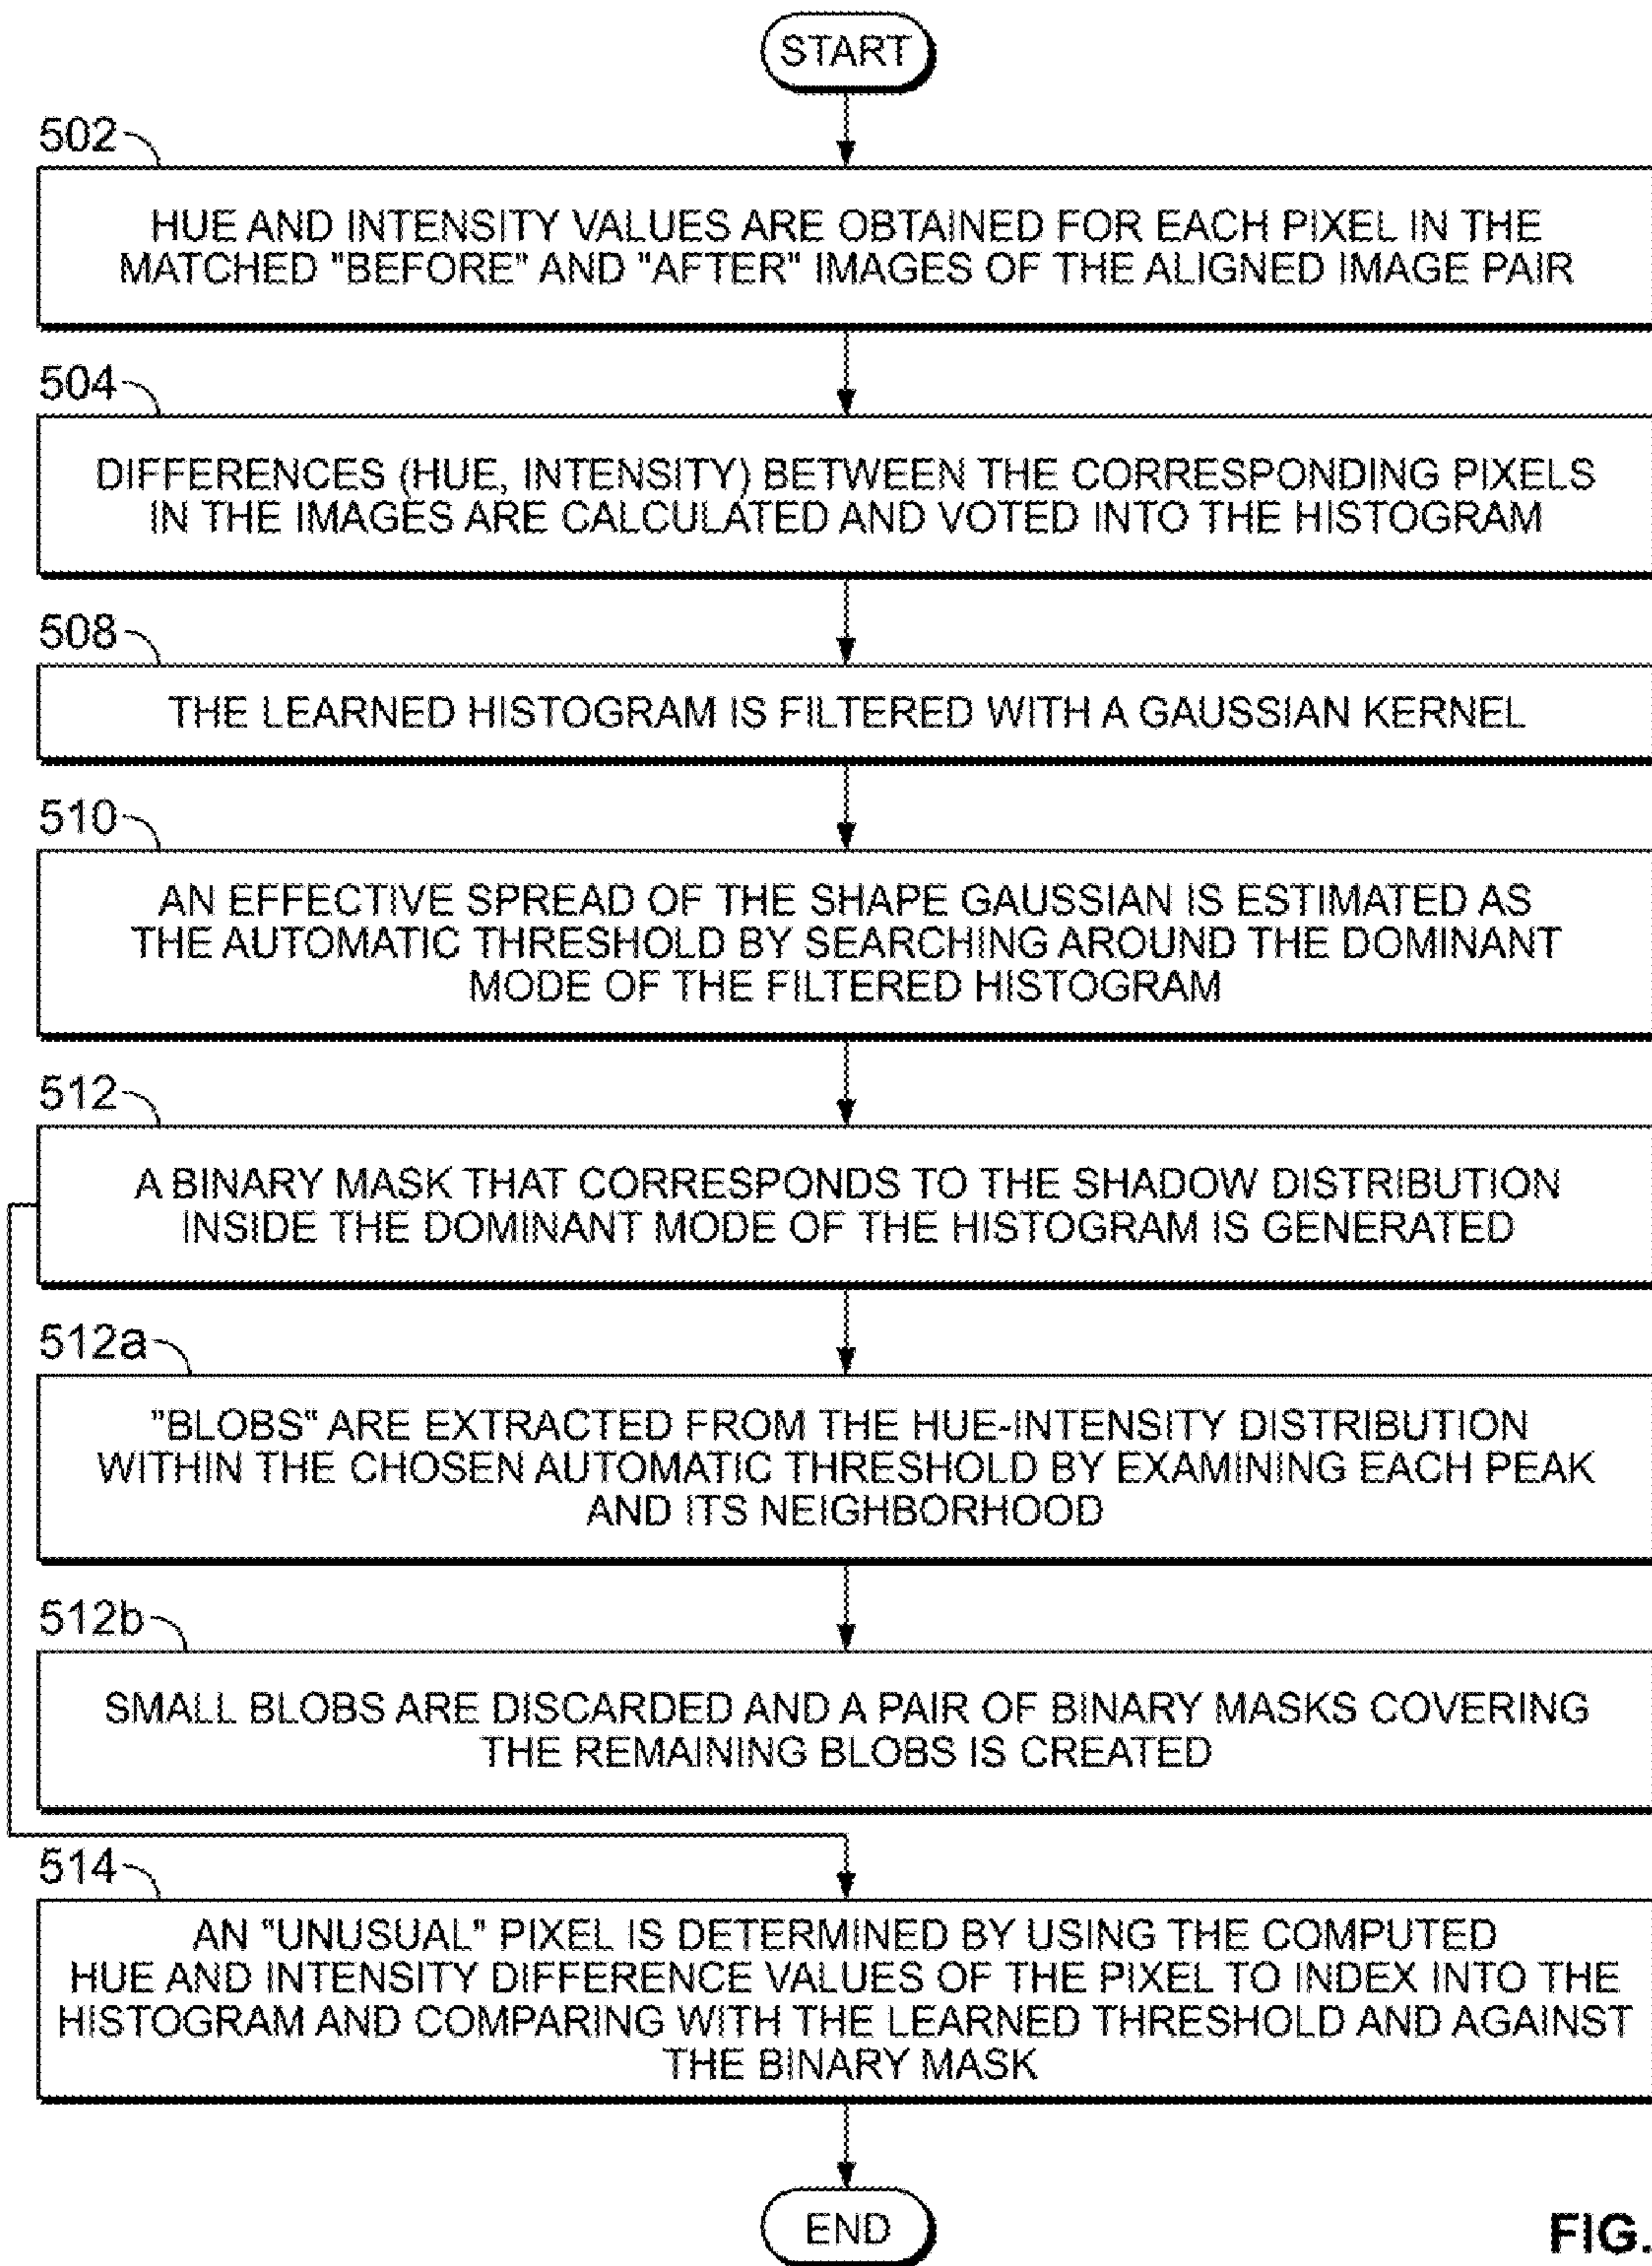 START
502
HUE AND INTENSITY VALUES ARE OBTAINED FOR EACH PIXEL IN THE
MATCHED "BEFORE" AND "AFTER" IMAGES OF THE ALIGNED IMAGE PAIR
504
DIFFERENCES (HUE, INTENSITY) BETWEEN THE CORRESPONDING PIXELS
IN THE IMAGES ARE CALCULATED AND VOTED INTO THE HISTOGRAM
508
THE LEARNED HISTOGRAM IS FILTERED WITH A GAUSSIAN KERNEL
510
AN EFFECTIVE SPREAD OF THE SHAPE GAUSSIAN IS ESTIMATED AS
THE AUTOMATIC THRESHOLD BY SEARCHING AROUND THE DOMINANT
MODE OF THE FILTERED HISTOGRAM
512
A BINARY MASK THAT CORRESPONDS TO THE SHADOW DISTRIBUTION
INSIDE THE DOMINANT MODE OF THE HISTOGRAM IS GENERATED
512a
"BLOBS" ARE EXTRACTED FROM THE HUE-INTENSITY DISTRIBUTION
WITHIN THE CHOSEN AUTOMATIC THRESHOLD BY EXAMINING EACH PEAK
AND ITS NEIGHBORHOOD
512b
SMALL BLOBS ARE DISCARDED AND A PAIR OF BINARY MASKS COVERING
THE REMAINING BLOBS IS CREATED
514
AN "UNUSUAL" PIXEL IS DETERMINED BY USING THE COMPUTED
HUE AND INTENSITY DIFFERENCE VALUES OF THE PIXEL TO INDEX INTO THE
HISTOGRAM AND COMPARING WITH THE LEARNED THRESHOLD AND AGAINST
THE BINARY MASK
END
FIG.